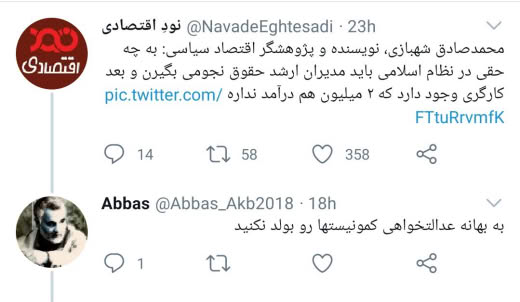 نودِ اقتصادی @NavadeEghtesadi · 23h
نود
اقتصادی
محمدصادق شهبازی، نویسنده و پژوهشگر اقتصاد سیاسی: به چه
حقی در نظام اسلامی باید مدیران ارشد حقوق نجومی بگیرن و بعد
کارگری وجود دارد که ۲ میلیون هم درآمد نداره pic.twitter.com/
FTtuRrvmfK
14 58 358
Abbas @Abbas_Akb2018 · 18h
به بهانه عدالتخواهی کمونیستها رو بولد نکنید
1